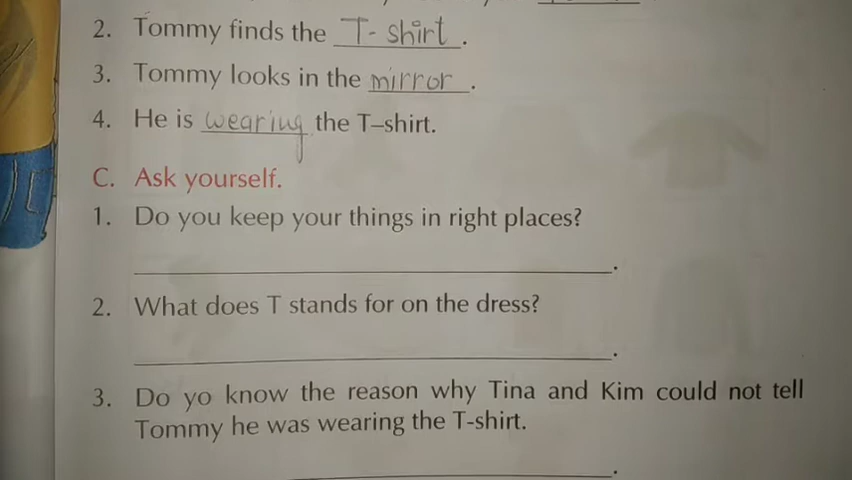 2. Tommy finds the T-shirt.
3. Tommy looks in the mirror.
4. He is wearing the T–shirt.
C. Ask yourself.
1. Do you keep your things in right places?
2. What does T stands for on the dress?
3. Do yo know the reason why Tina and Kim could not tell
Tommy he was wearing the T-shirt.